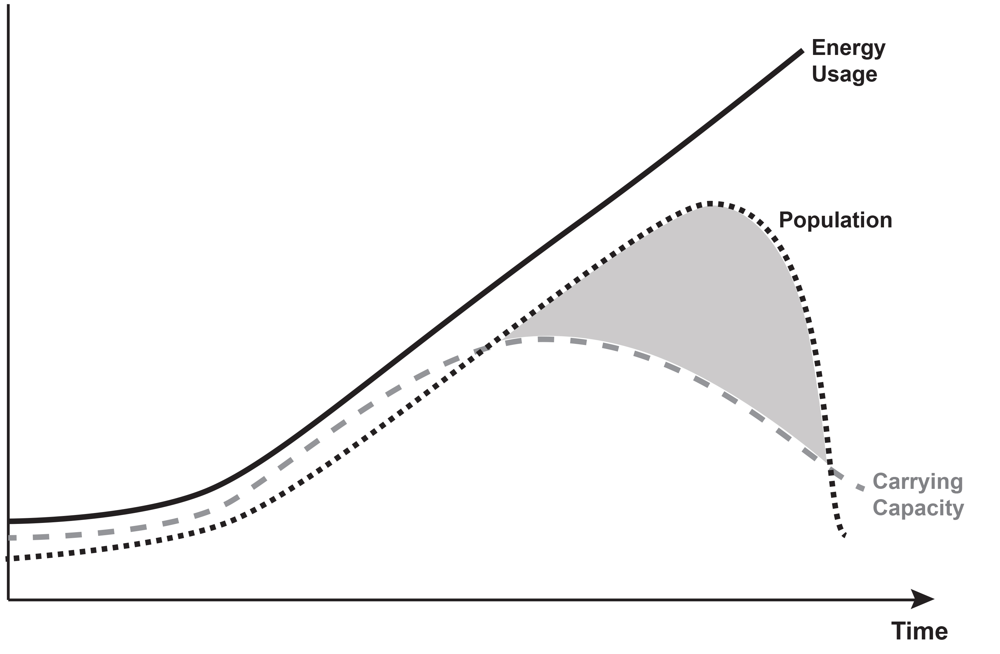 Energy
Usage
Population
Carrying
Capacity
Time